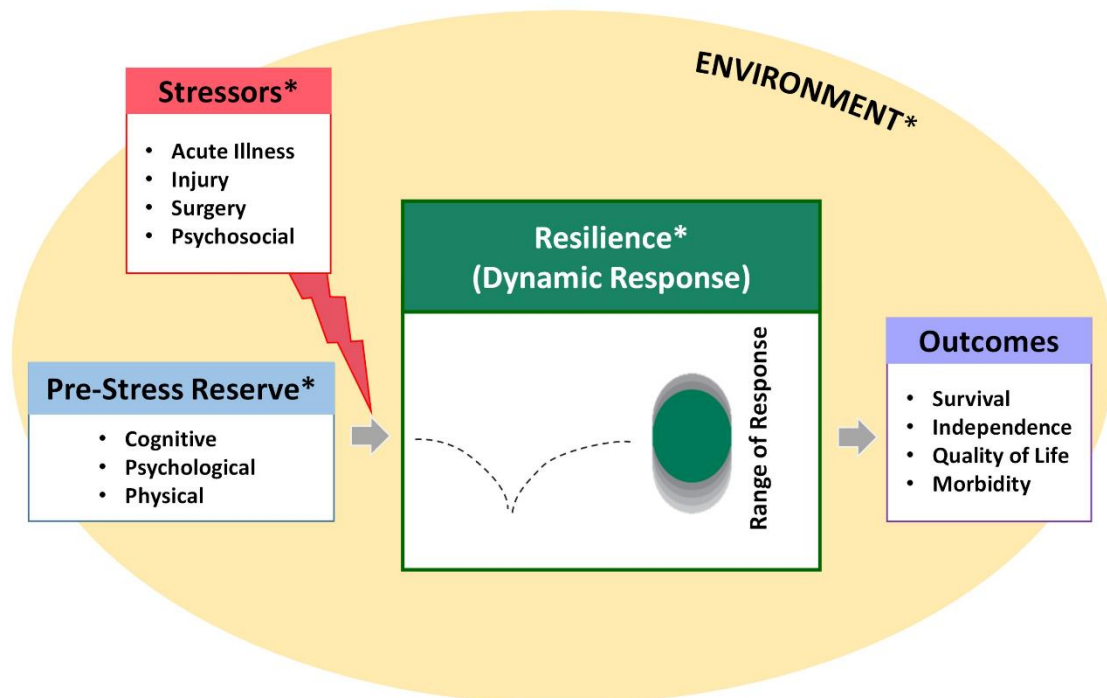 ENVIRONMENT*
Stressors*
• Acute Illness
• Injury
• Surgery
• Psychosocial
Pre-Stress Reserve*
• Cognitive
• Psychological
• Physical
Resilience*
(Dynamic Response)
Range of Response
Outcomes
• Survival
• Independence
• Quality of Life
• Morbidity